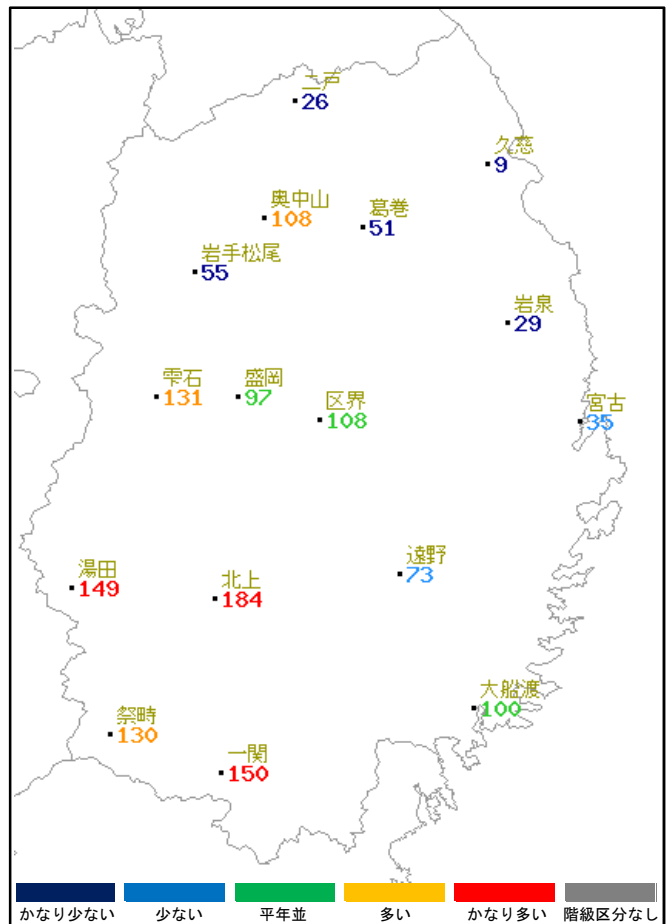 二戸
26
久慈
9
奥中山
108
葛巻
51
岩手松尾
55
岩泉
29
雫石
131
盛岡
97
区界
108
宮古
35
湯田
149
北上
184
遠野
73
大船渡
100
祭畤
130
一関
150
かなり少ない 少ない 平年並 多い かなり多い 階級区分なし